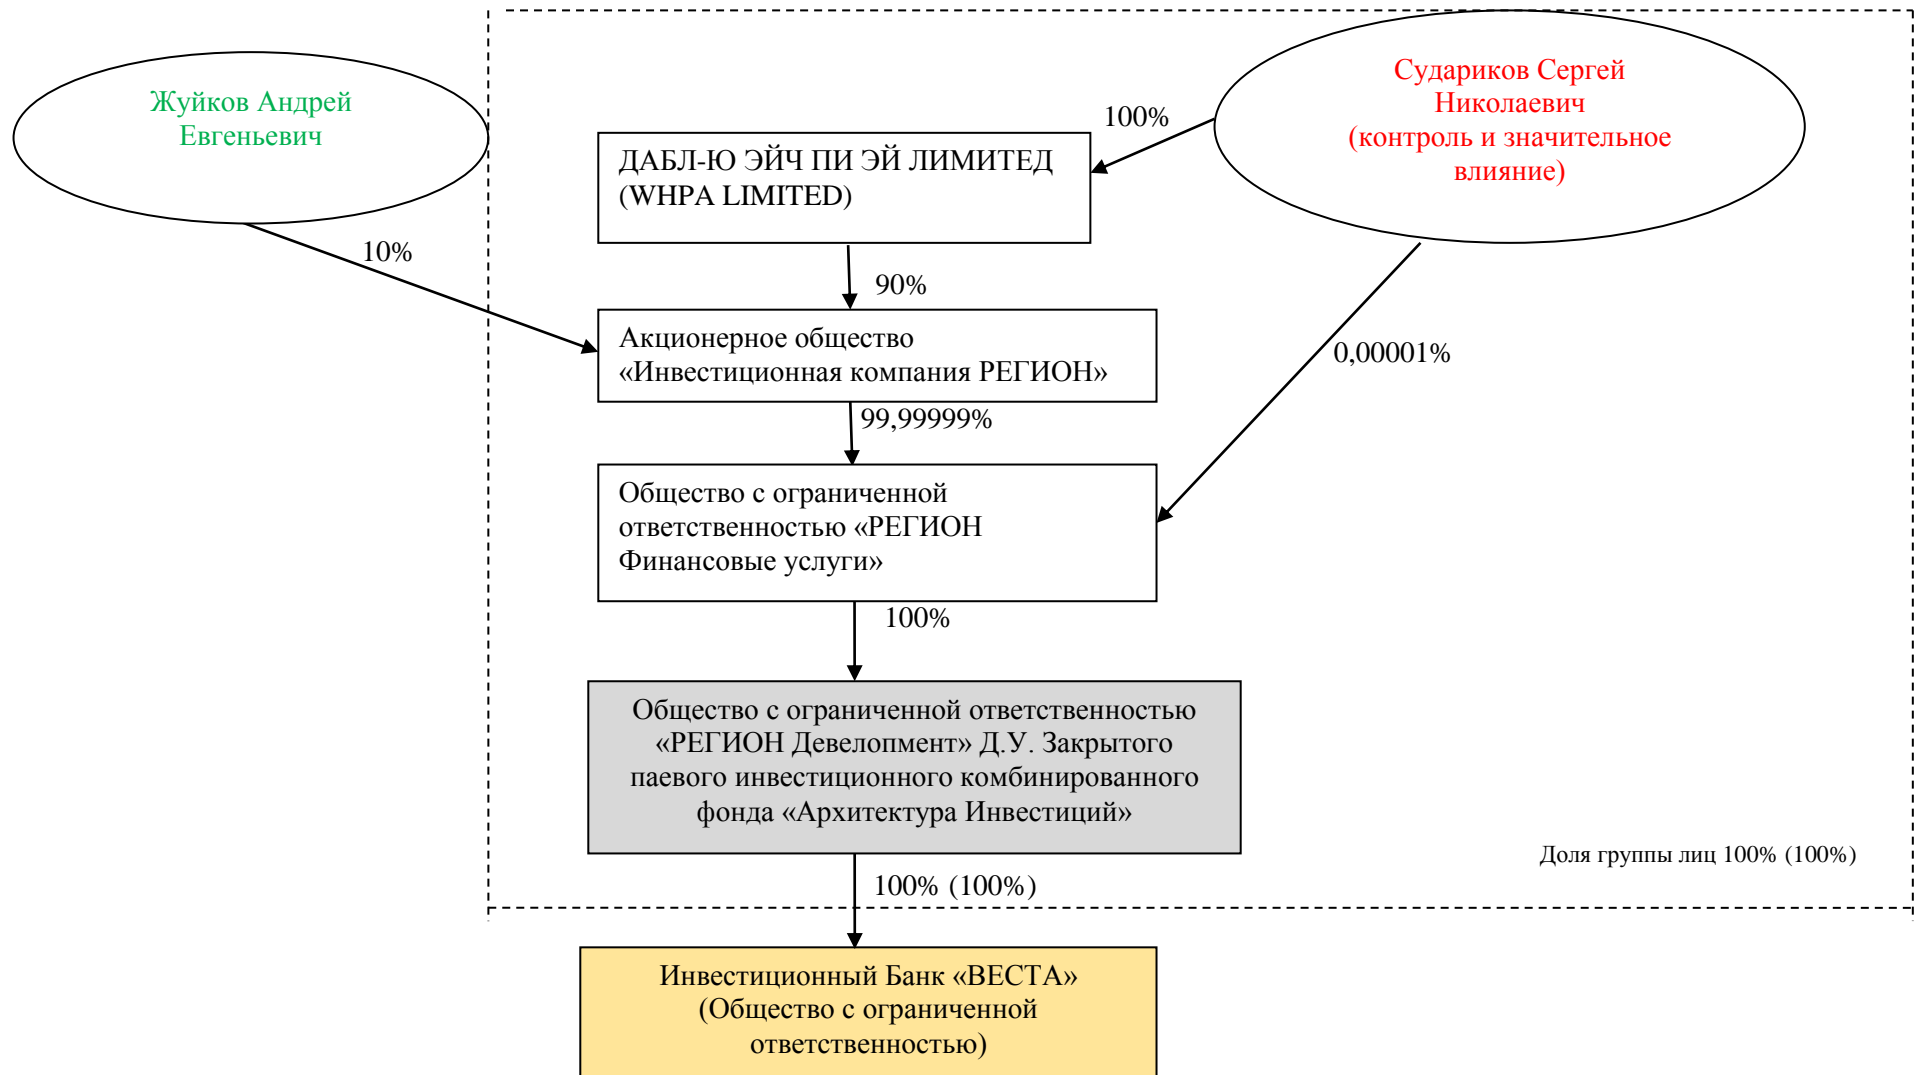 Жуйков Андрей
Евгеньевич
Судариков Сергей
Николаевич
(контроль и значительное
влияние)
100%
ДАБЛ-Ю ЭЙЧ ПИ ЭЙ ЛИМИТЕД
(WHPA LIMITED)
10%
90%
Акционерное общество
«Инвестиционная компания РЕГИОН»
0,00001%
99,99999%
Общество с ограниченной
ответственностью «РЕГИОН
Финансовые услуги»
100%
Общество с ограниченной ответственностью
«РЕГИОН Девелопмент» Д.У. Закрытого
паевого инвестиционного комбинированного
фонда «Архитектура Инвестиций»
Доля группы лиц 100% (100%)
100% (100%)
Инвестиционный Банк «ВЕСТА»
(Общество с ограниченной
ответственностью)